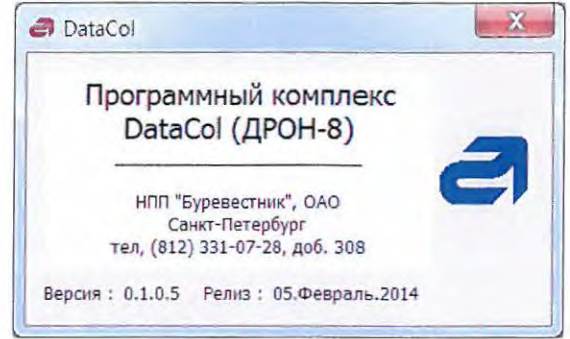 DataCol
Программный комплекс
DataCol (ДРОН-8)
НПП "Буревестник", ОАО
Санкт-Петербург
тел, (812) 331-07-28, доб. 308
Версия : 0.1.0.5 Релиз : 05.Февраль.2014